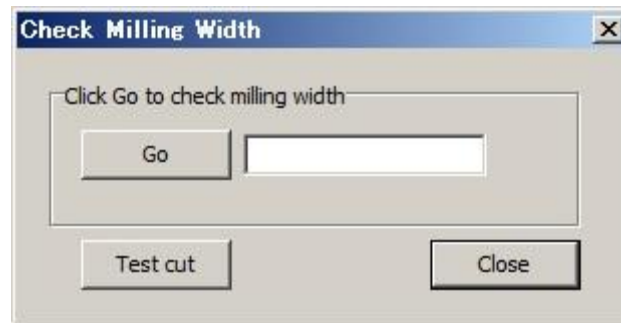 Check Milling Width
Click Go to check milling width
Go
Test cut
Close